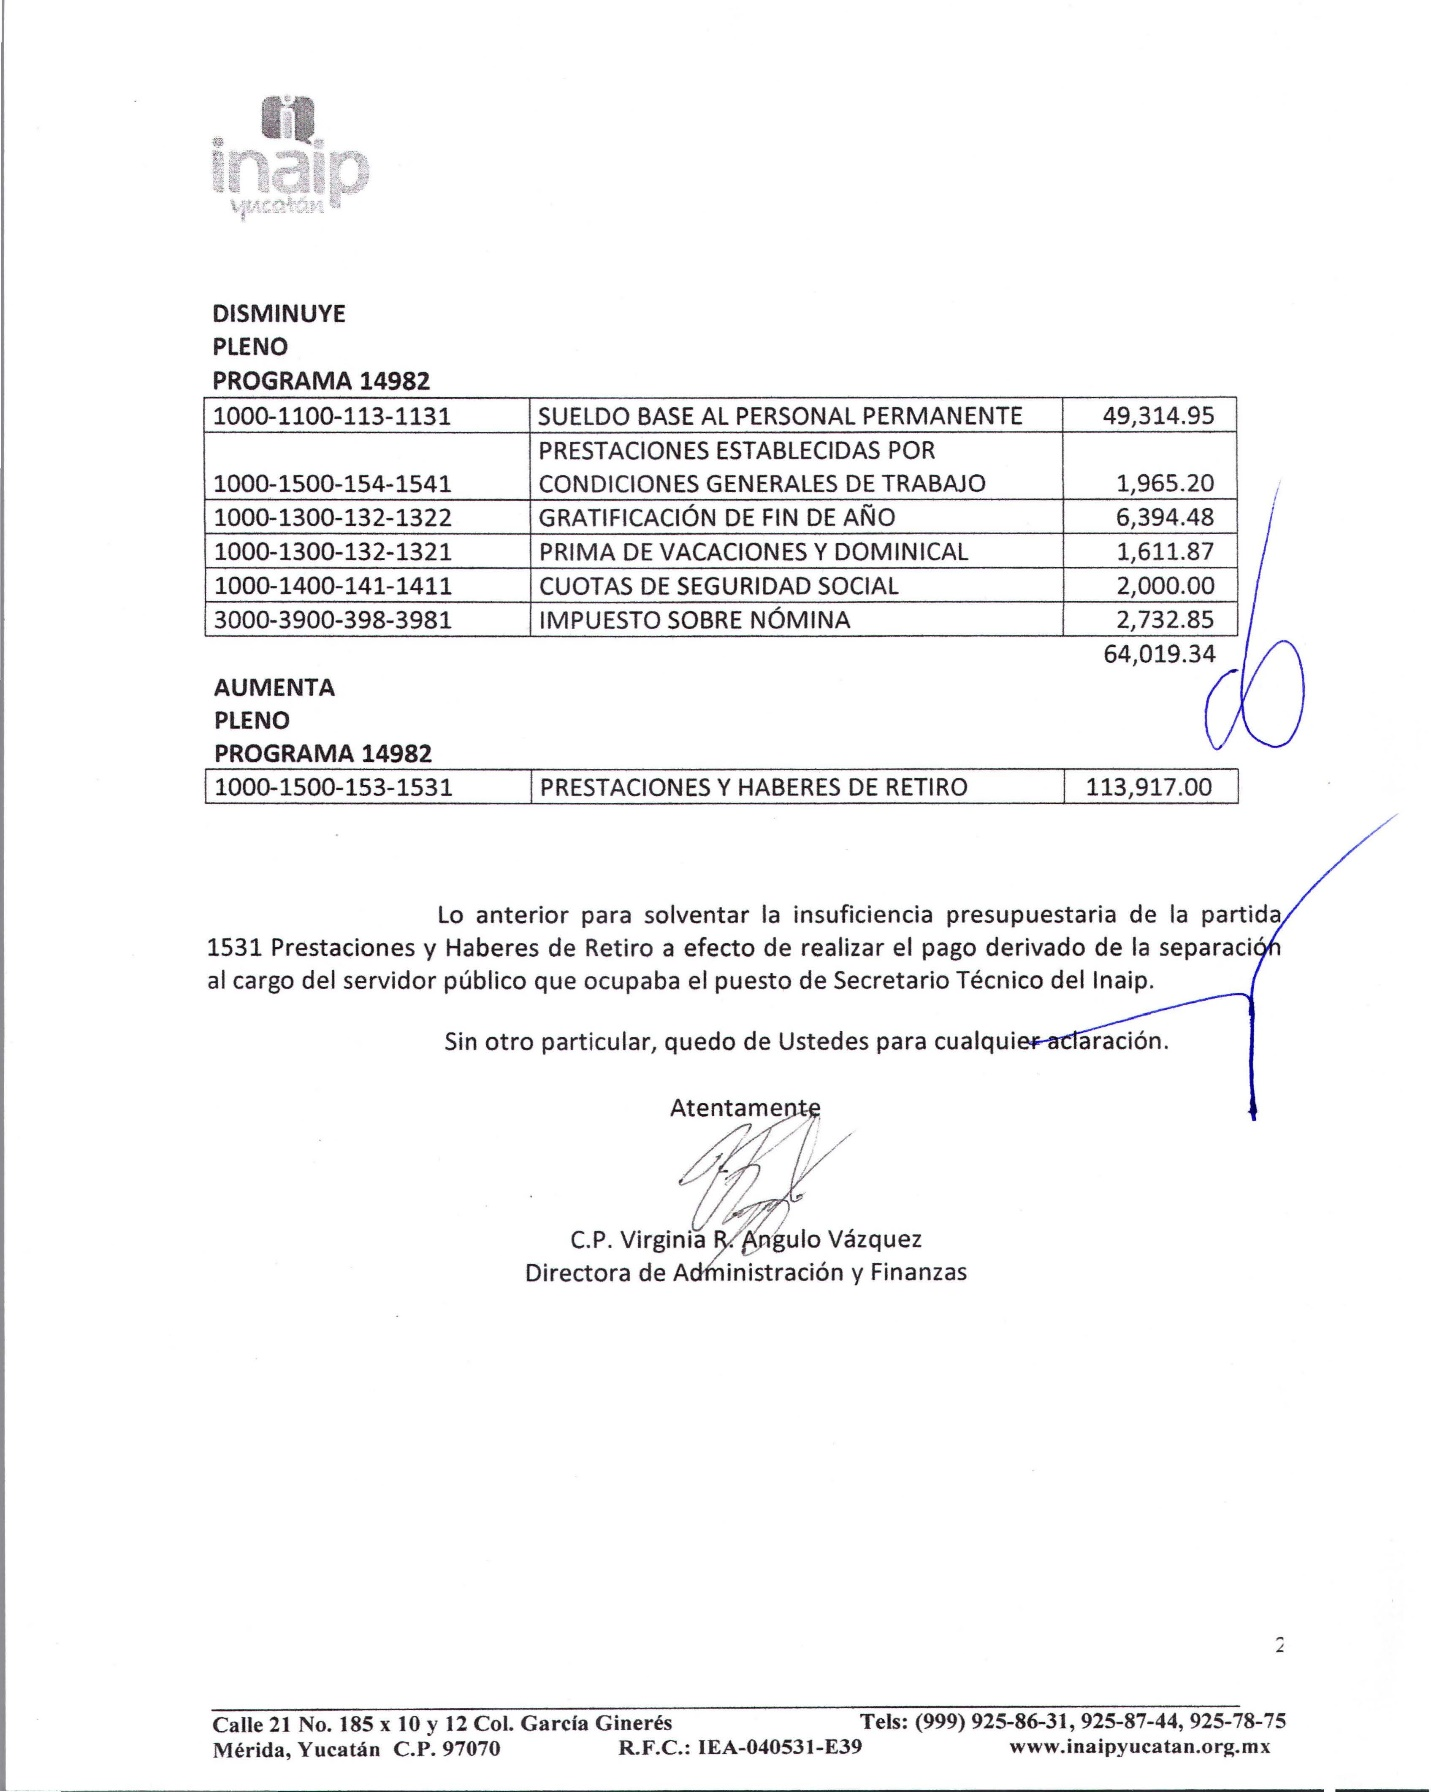 inaip
yucatán
DISMINUYE
PLENO
PROGRAMA 14982
1000-1100-113-1131 SUELDO BASE AL PERSONAL PERMANENTE 49,314.95
PRESTACIONES ESTABLECIDAS POR
1000-1500-154-1541 CONDICIONES GENERALES DE TRABAJO 1,965.20
1000-1300-132-1322 GRATIFICACIÓN DE FIN DE AÑO 6,394.48
1000-1300-132-1321 PRIMA DE VACACIONES Y DOMINICAL 1,611.87
1000-1400-141-1411 CUOTAS DE SEGURIDAD SOCIAL 2,000.00
3000-3900-398-3981 IMPUESTO SOBRE NÓMINA 2,732.85
64,019.34
AUMENTA
PLENO
PROGRAMA 14982
1000-1500-153-1531 PRESTACIONES Y HABERES DE RETIRO 113,917.00
Lo anterior para solventar la insuficiencia presupuestaria de la partida
1531 Prestaciones y Haberes de Retiro a efecto de realizar el pago derivado de la separación
al cargo del servidor público que ocupaba el puesto de Secretario Técnico del Inaip.
Sin otro particular, quedo de Ustedes para cualquier aclaración.
Atentamente
C.P. Virginia R. Angulo Vázquez
Directora de Administración y Finanzas
2
Calle 21 No. 185 x 10 y 12 Col. García Ginerés Tels: (999) 925-86-31, 925-87-44, 925-78-75
Mérida, Yucatán C.P. 97070 R.F.C.: IEA-040531-E39 www.inaipyucatan.org.mx